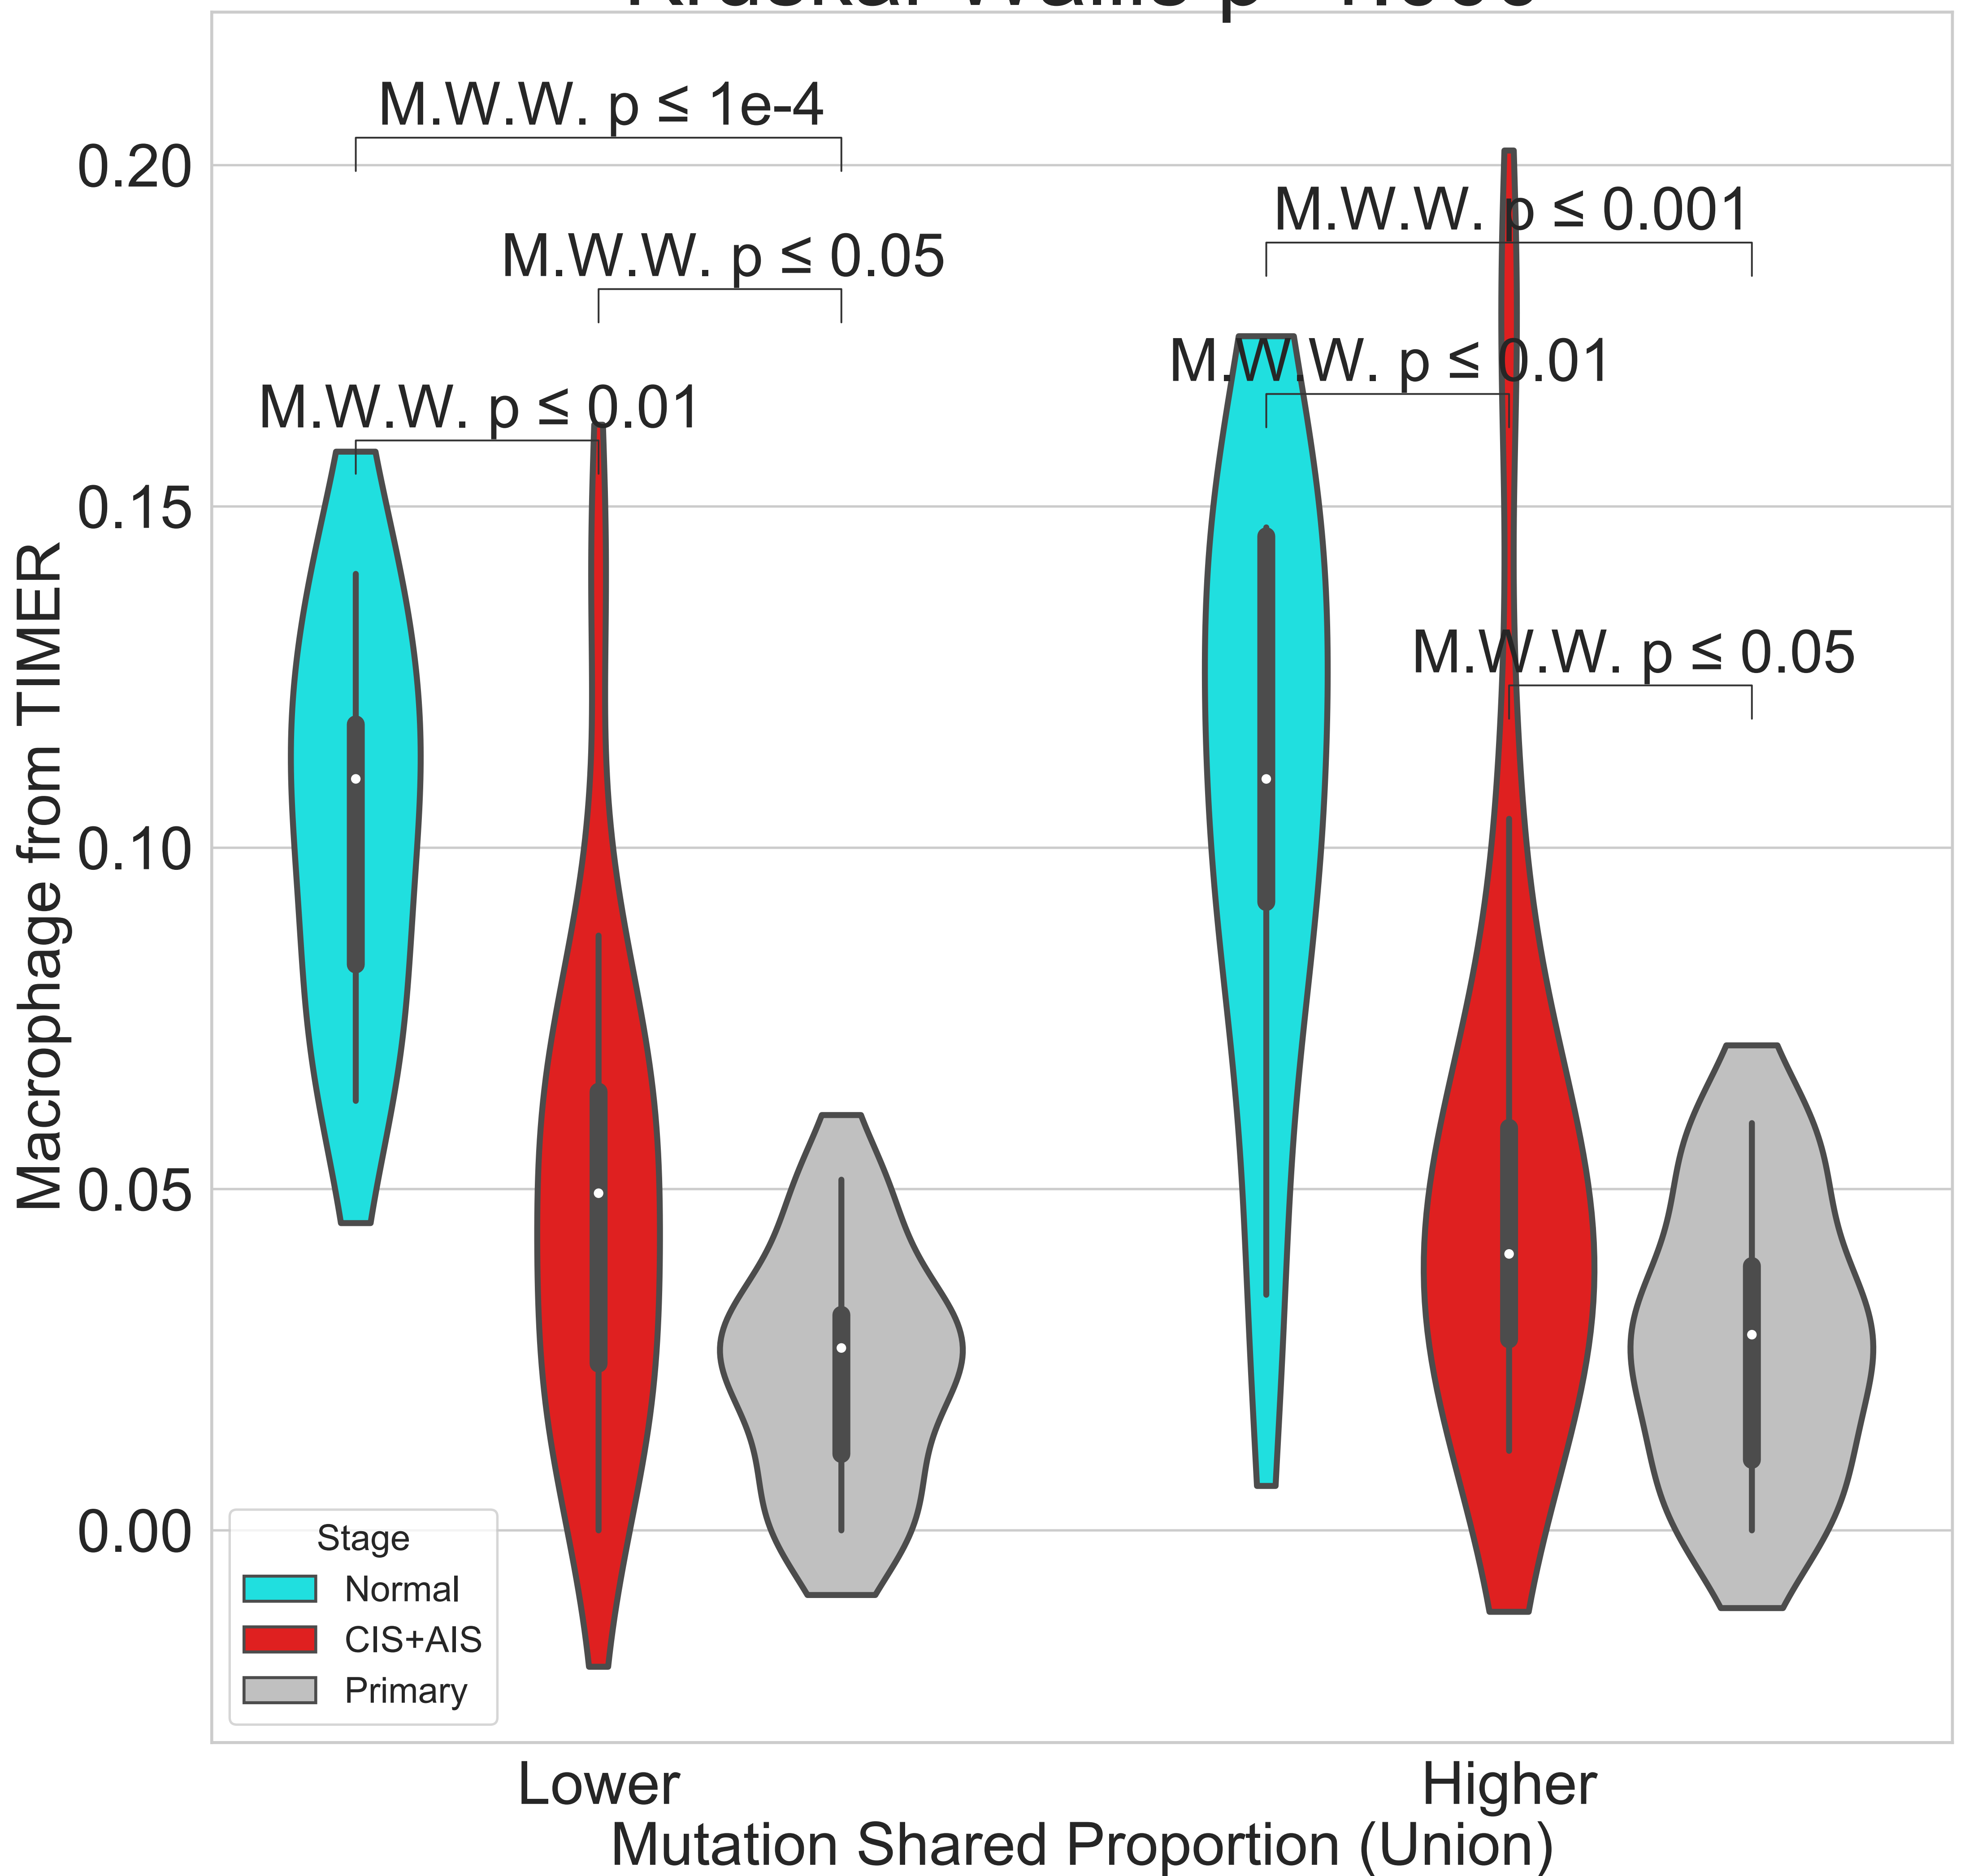 M.W.W. p ≤ 1e-4
0.20
M.W.W. p ≤ 0.001
M.W.W. p ≤ 0.05
M.W.W. p ≤ 0.01
M.W.W. p ≤ 0.01
0.15
M.W.W. p ≤ 0.05
0.10
0.05
0.00
Macrophage from TIMER
Stage
Normal
CIS+AIS
Primary
Lower
Higher
Mutation Shared Proportion (Union)